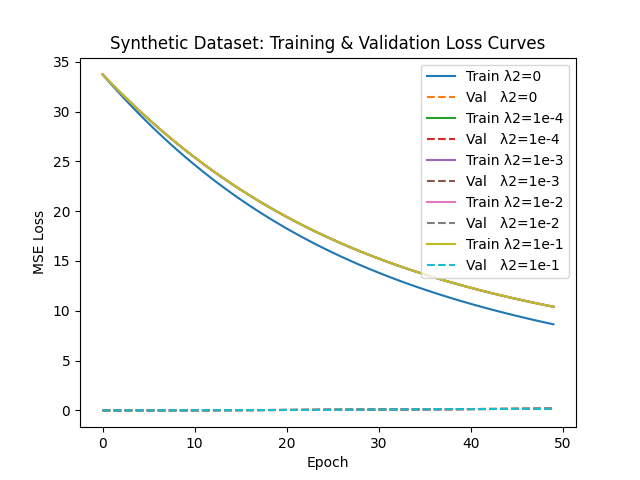 Synthetic Dataset: Training & Validation Loss Curves
35
30
25
20
15
10
5
0
MSE Loss
Train λ2=0
Val λ2=0
Train λ2=1e-4
Val λ2=1e-4
Train λ2=1e-3
Val λ2=1e-3
Train λ2=1e-2
Val λ2=1e-2
Train λ2=1e-1
Val λ2=1e-1
0 10 20 30 40 50
Epoch